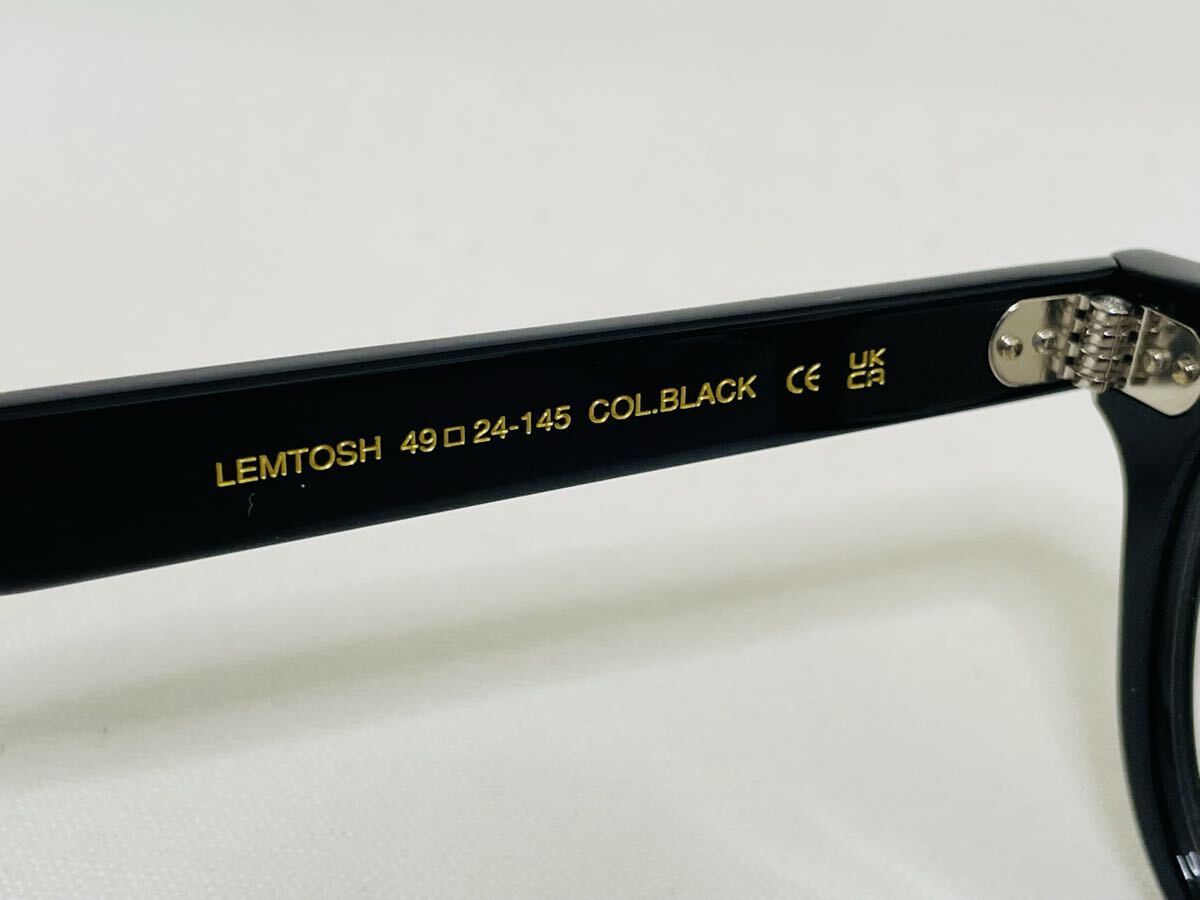 LEMTOSH 49□24-145 COL.BLACK CE UK
CA